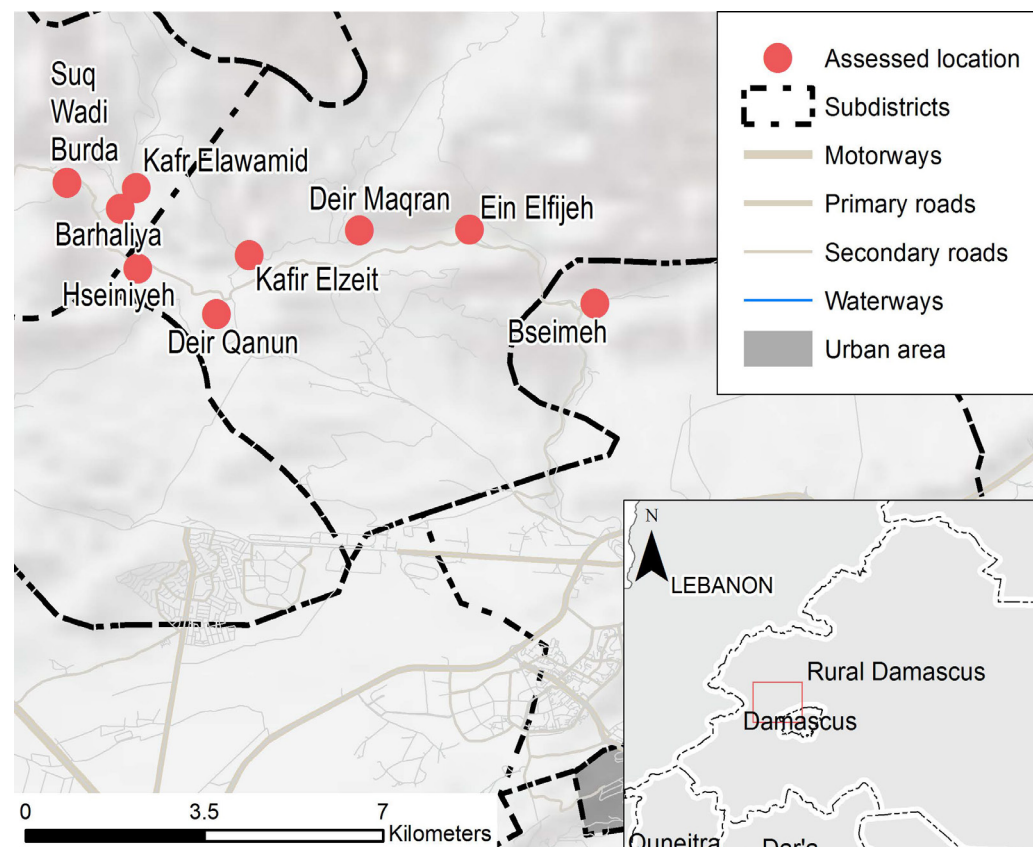 Suq
Wadi
Burda
Kafr Elawamid
Barhaliya
Hseiniyeh
Deir Qanun
Kafir Elzeit
Deir Maqran
Ein Elfijeh
Bseimeh
Assessed location
Subdistricts
Motorways
Primary roads
Secondary roads
Waterways
Urban area
N
LEBANON
Rural Damascus
Damascus
Quneitra
Dar'a
0 3.5 7
Kilometers